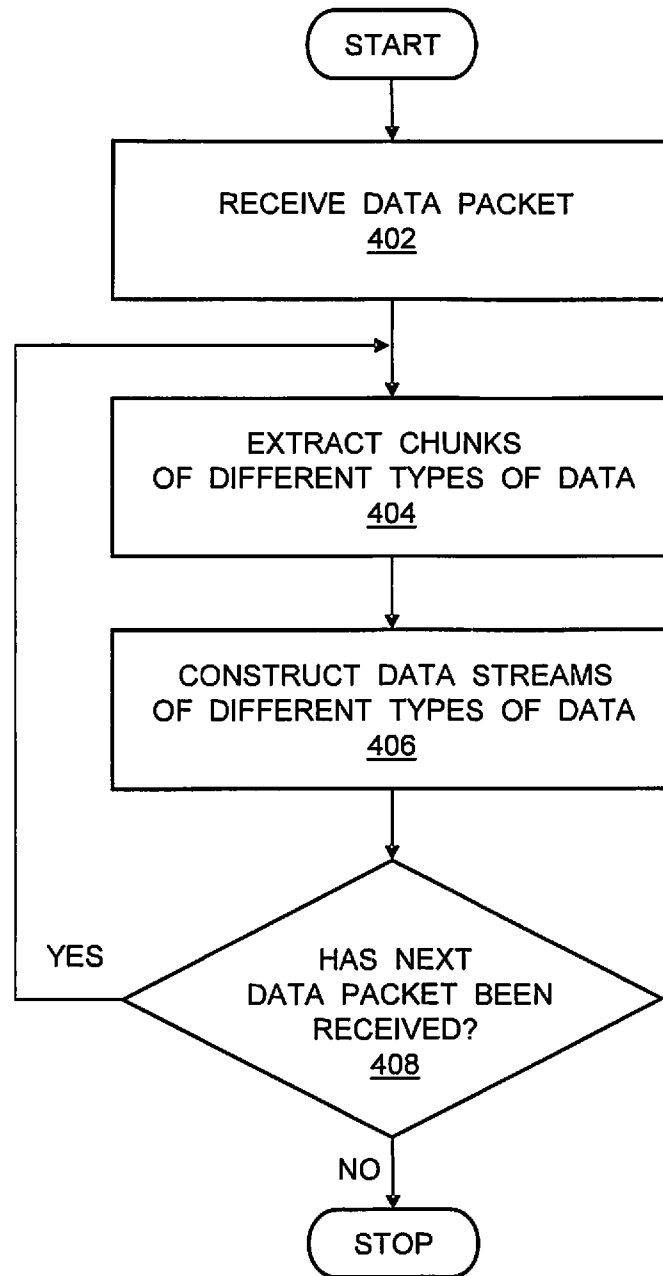 START
RECEIVE DATA PACKET
402
EXTRACT CHUNKS
OF DIFFERENT TYPES OF DATA
404
CONSTRUCT DATA STREAMS
OF DIFFERENT TYPES OF DATA
406
YES
HAS NEXT
DATA PACKET BEEN
RECEIVED?
408
NO
STOP